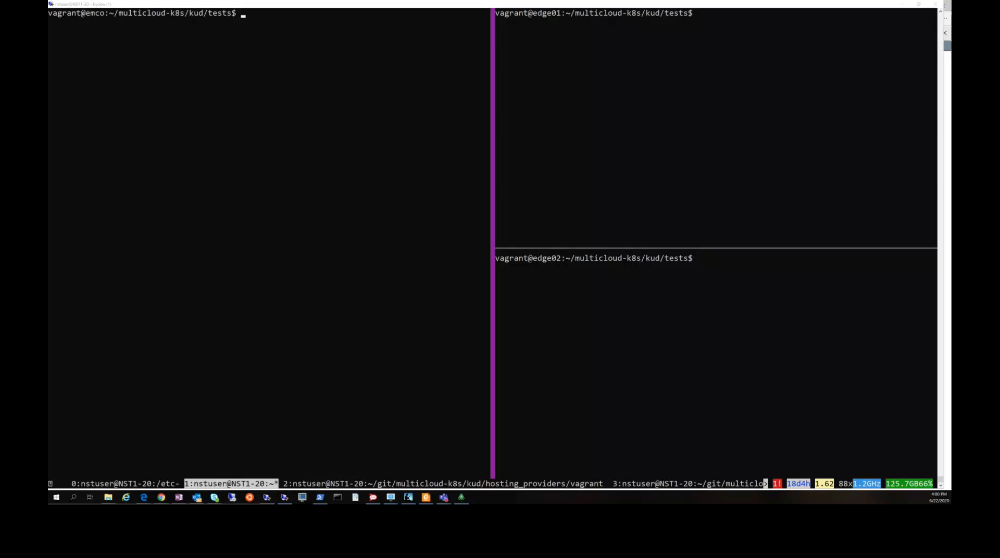 nstuser@NST1-20 - byobu (1)
vagrant@emco:~/multicloud-k8s/kud/tests$
vagrant@edge01:~/multicloud-k8s/kud/tests$
vagrant@edge02:~/multicloud-k8s/kud/tests$
0:nstuser@NST1-20:/etc- 1:nstuser@NST1-20:~* 2:nstuser@NST1-20:~/git/multicloud-k8s/kud/hosting_providers/vagrant 3:nstuser@NST1-20:~/git/multiclo> 1! 18d4h 1.62 88x1.2GHz 125.7GB66%
4:00 PM
6/22/2020